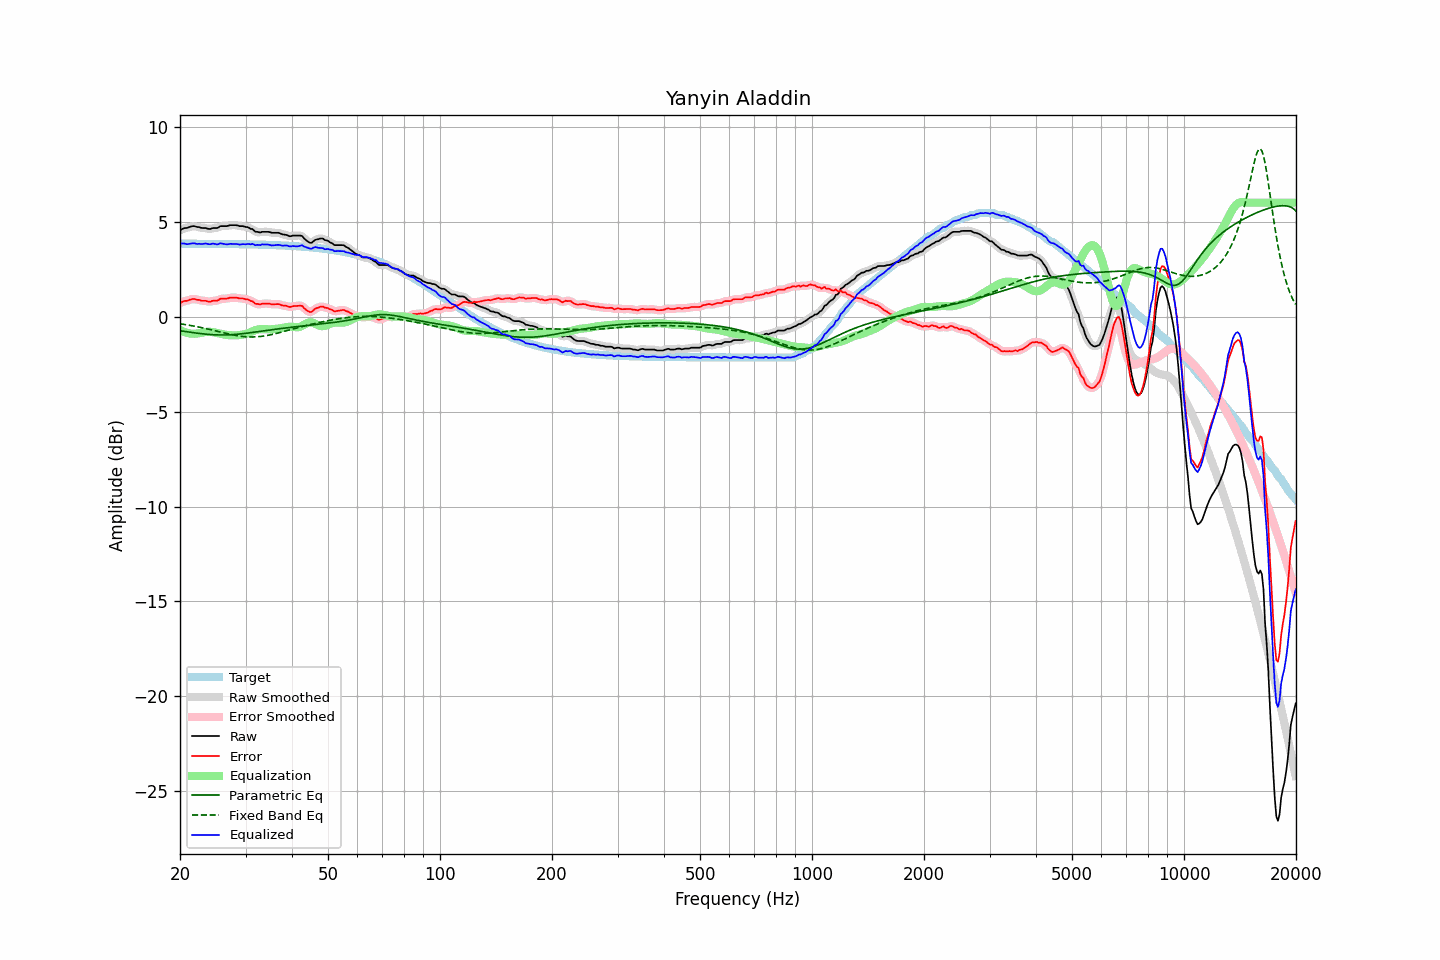 Yanyin Aladdin
10
5
0
−5
−10
−15
−20
−25
Amplitude (dBr)
Target
Raw Smoothed
Error Smoothed
Raw
Error
Equalization
Parametric Eq
Fixed Band Eq
Equalized
20 50 100 200 500 1000 2000 5000 10000 20000
Frequency (Hz)